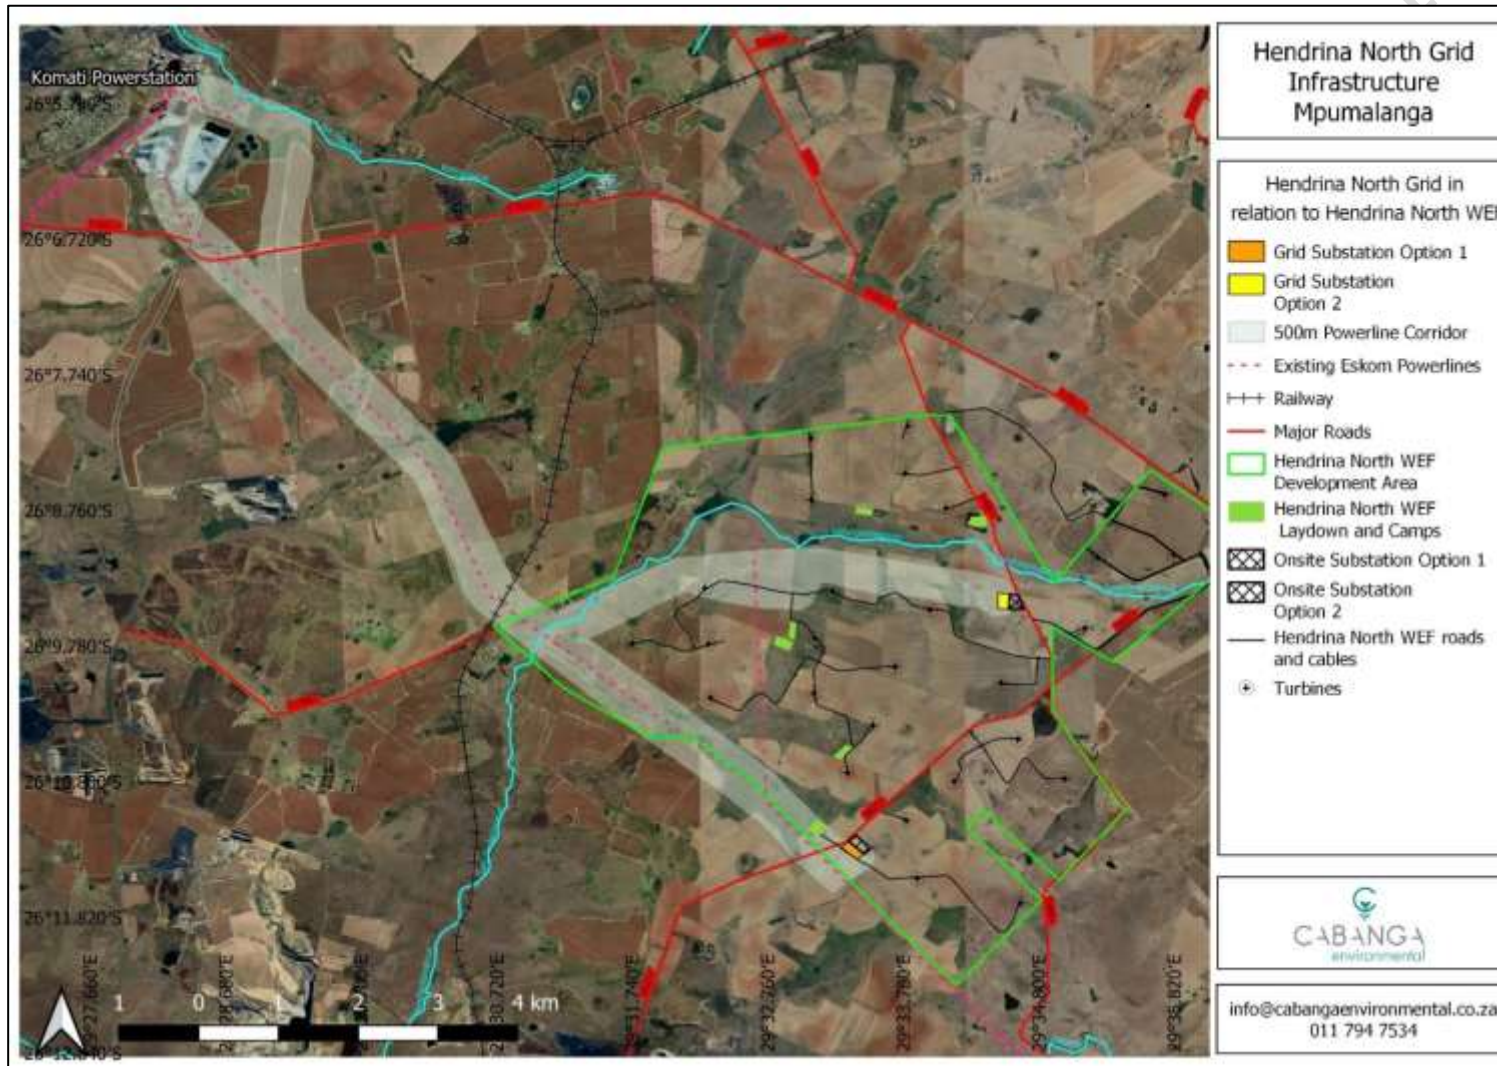 Komati Powerstation
26°6.720'S
26°7.740'S
26°8.760'S
26°9.780'S
26°11.820'S
29°27.660'E
29°30.720'E
29°31.740'E
29°32.760'E
29°33.780'E
29°34.800'E
29°35.820'E
1 0 1 2 3 4 km
Hendrina North Grid
Infrastructure
Mpumalanga
Hendrina North Grid in
relation to Hendrina North WEF
Grid Substation Option 1
Grid Substation
Option 2
500m Powerline Corridor
Existing Eskom Powerlines
Railway
Major Roads
Hendrina North WEF
Development Area
Hendrina North WEF
Laydown and Camps
Onsite Substation Option 1
Onsite Substation
Option 2
Hendrina North WEF roads
and cables
Turbines
CABANGA
environmental
info@cabangaenvironmental.co.za
011 794 7534